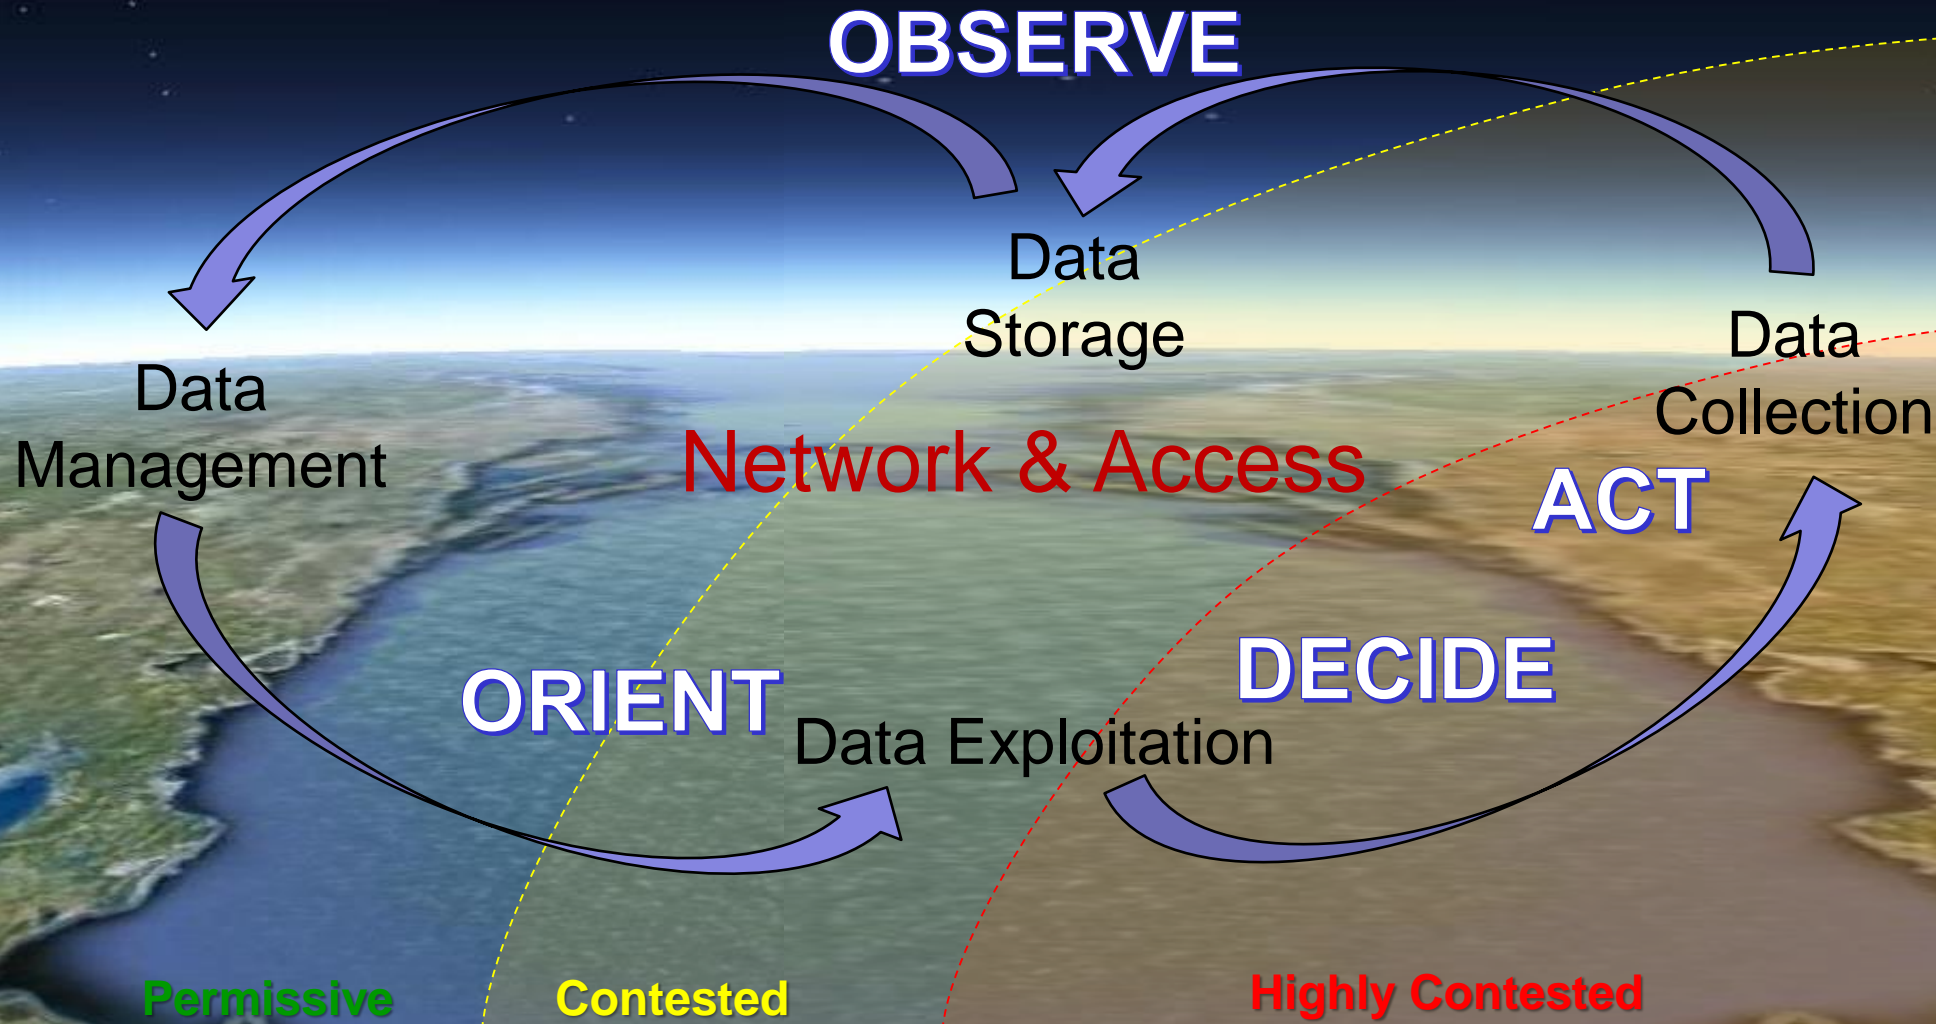 OBSERVE
Data
Storage
Data
Collection
Data
Management
Network & Access
ACT
ORIENT
DECIDE
Data Exploitation
Permissive
Contested
Highly Contested